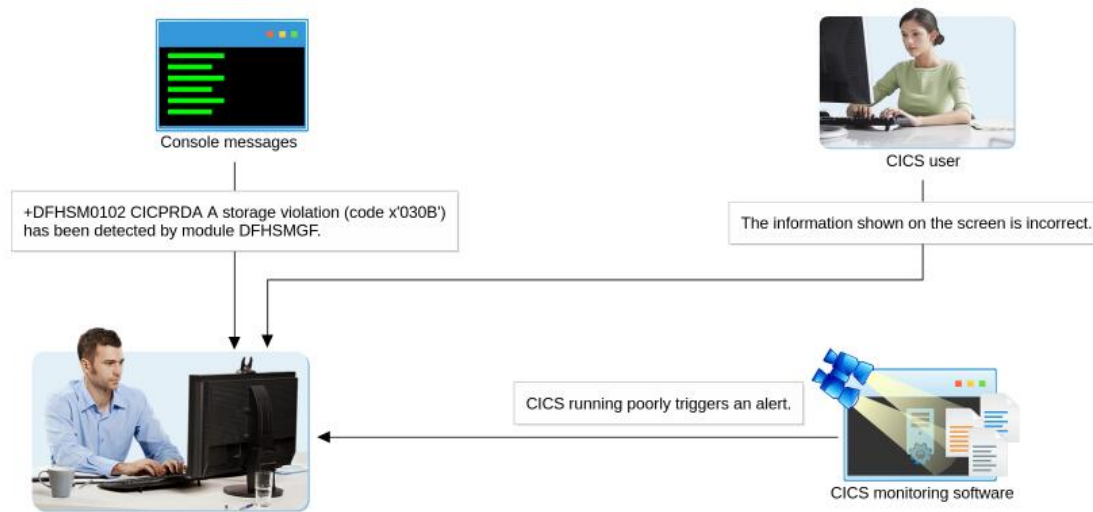 Console messages
CICS user
+DFHSM0102 CICPRDA A storage violation (code x'030B')
has been detected by module DFHSMGF.
The information shown on the screen is incorrect.
CICS running poorly triggers an alert.
CICS monitoring software